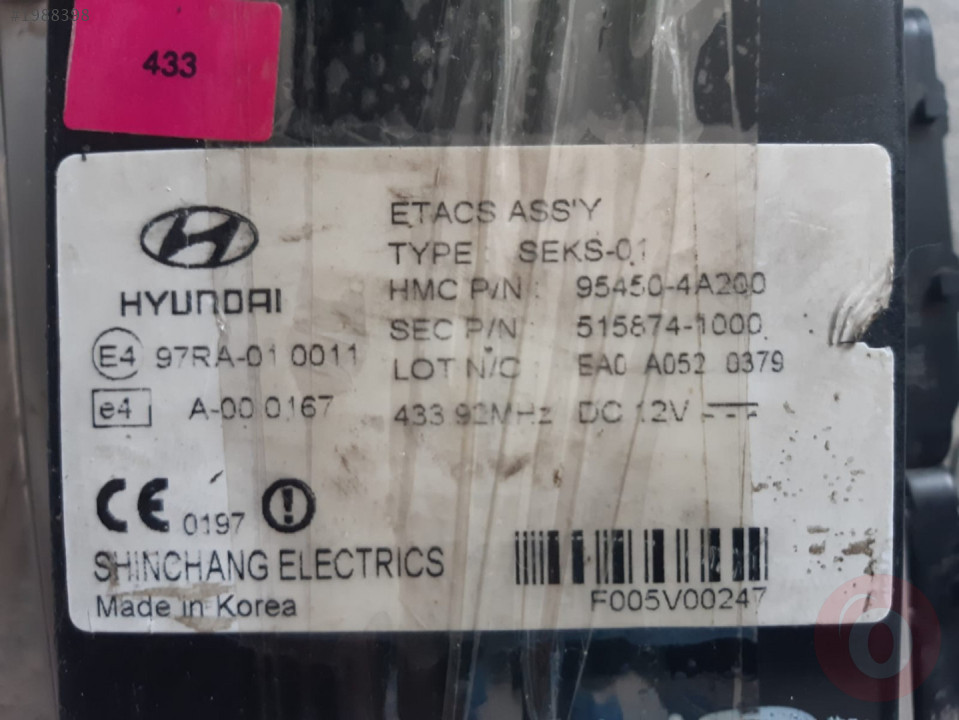 #1988398
433
HYUNDAI
ETACS ASS'Y
TYPE : SEKS-01
HMC P/N : 95450-4A200
SEC P/N : 515874-1000
LOT N/C : EA0 A052 0379
433.92MHz DC 12V
E4 97RA-01 0011
e4 A-00 0167
CE 0197
SHINCHANG ELECTRICS
Made in Korea
F005V00247